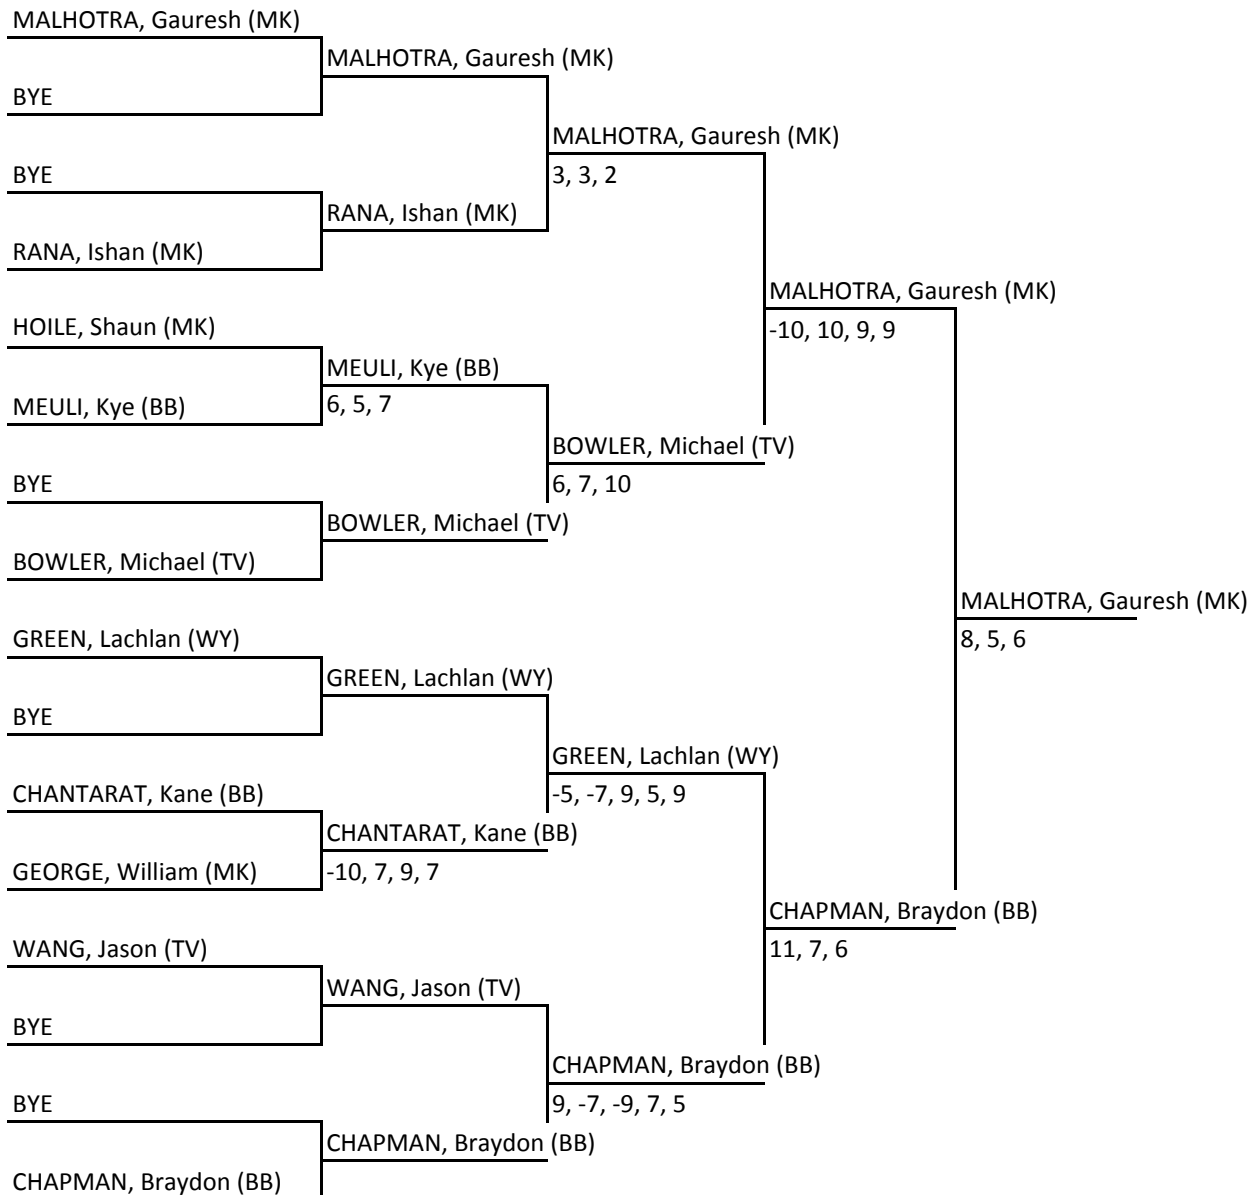 MALHOTRA, Gauresh (MK)
MALHOTRA, Gauresh (MK)
BYE
MALHOTRA, Gauresh (MK)
BYE
3, 3, 2
RANA, Ishan (MK)
RANA, Ishan (MK)
MALHOTRA, Gauresh (MK)
HOILE, Shaun (MK)
-10, 10, 9, 9
MEULI, Kye (BB)
MEULI, Kye (BB)
6, 5, 7
BOWLER, Michael (TV)
BYE
6, 7, 10
BOWLER, Michael (TV)
BOWLER, Michael (TV)
MALHOTRA, Gauresh (MK)
GREEN, Lachlan (WY)
8, 5, 6
GREEN, Lachlan (WY)
BYE
GREEN, Lachlan (WY)
CHANTARAT, Kane (BB)
-5, -7, 9, 5, 9
CHANTARAT, Kane (BB)
GEORGE, William (MK)
-10, 7, 9, 7
CHAPMAN, Braydon (BB)
WANG, Jason (TV)
11, 7, 6
WANG, Jason (TV)
BYE
CHAPMAN, Braydon (BB)
BYE
9, -7, -9, 7, 5
CHAPMAN, Braydon (BB)
CHAPMAN, Braydon (BB)